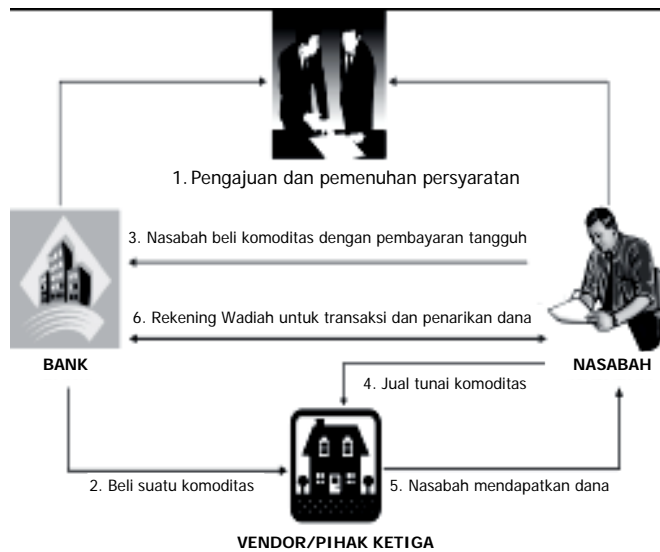 1. Pengajuan dan pemenuhan persyaratan
3. Nasabah beli komoditas dengan pembayaran tangguh
6. Rekening Wadiah untuk transaksi dan penarikan dana
BANK
NASABAH
4. Jual tunai komoditas
2. Beli suatu komoditas
5. Nasabah mendapatkan dana
VENDOR/PIHAK KETIGA